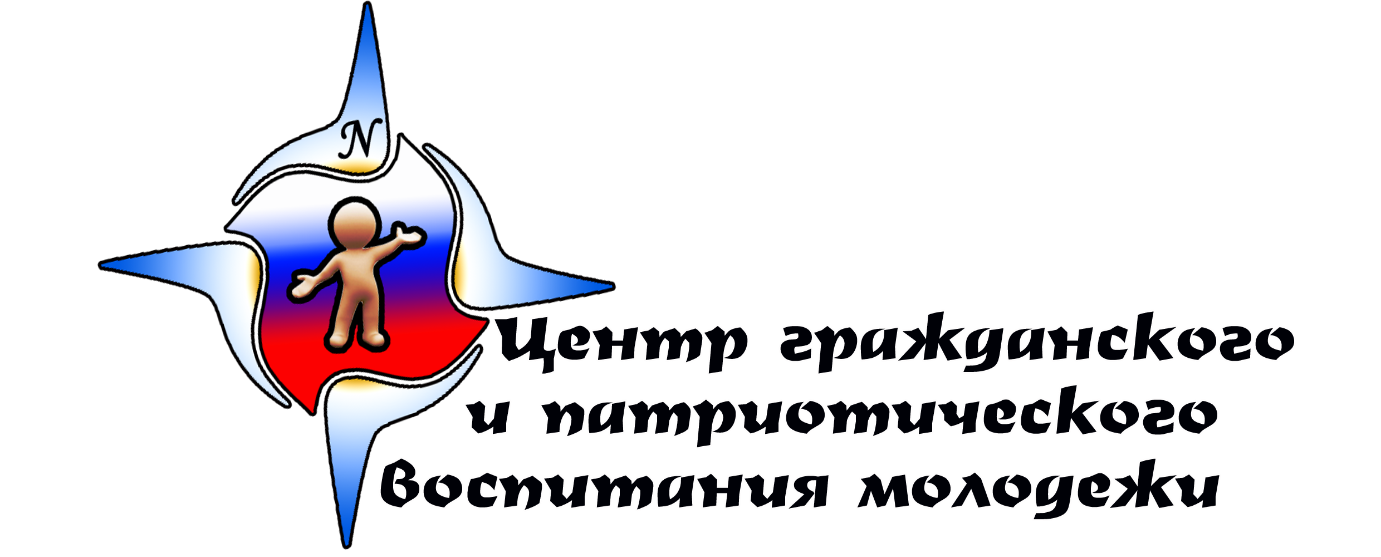 N
Центр гражданского
и патриотического
воспитания молодежи